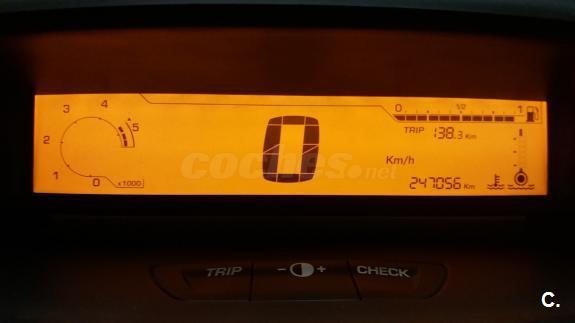 4
3
5
2
1
0
x1000
0
coches.net
0 1/2 1
TRIP 138.3 Km
Km/h
247056 Km
TRIP - + CHECK
C.